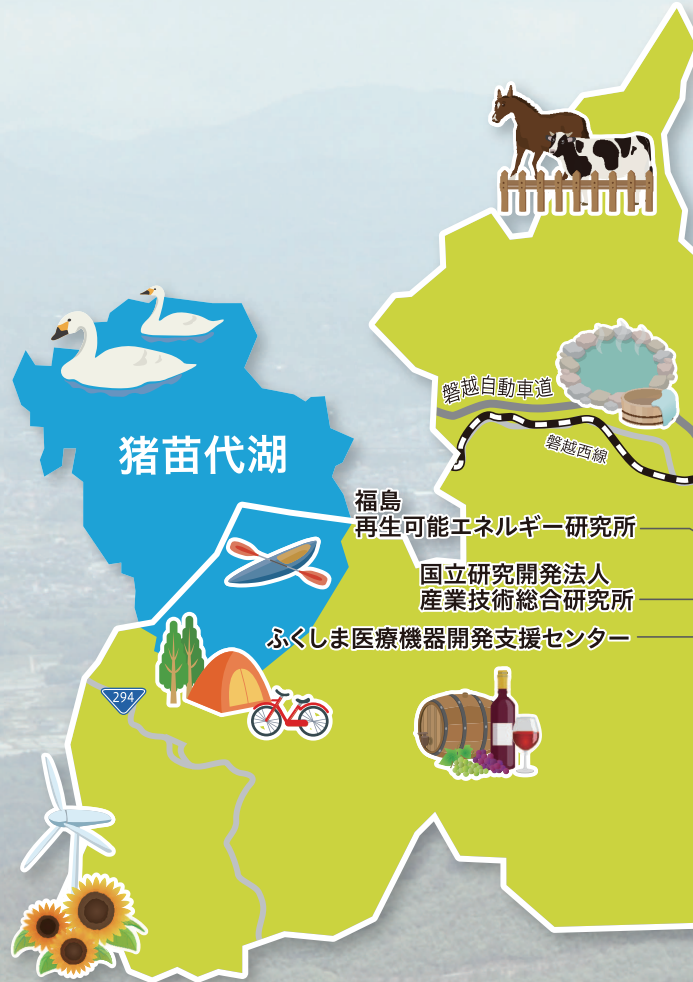 磐越自動車道
磐越西線
猪苗代湖
福島
再生可能エネルギー研究所
国立研究開発法人
産業技術総合研究所
ふくしま医療機器開発支援センター
294